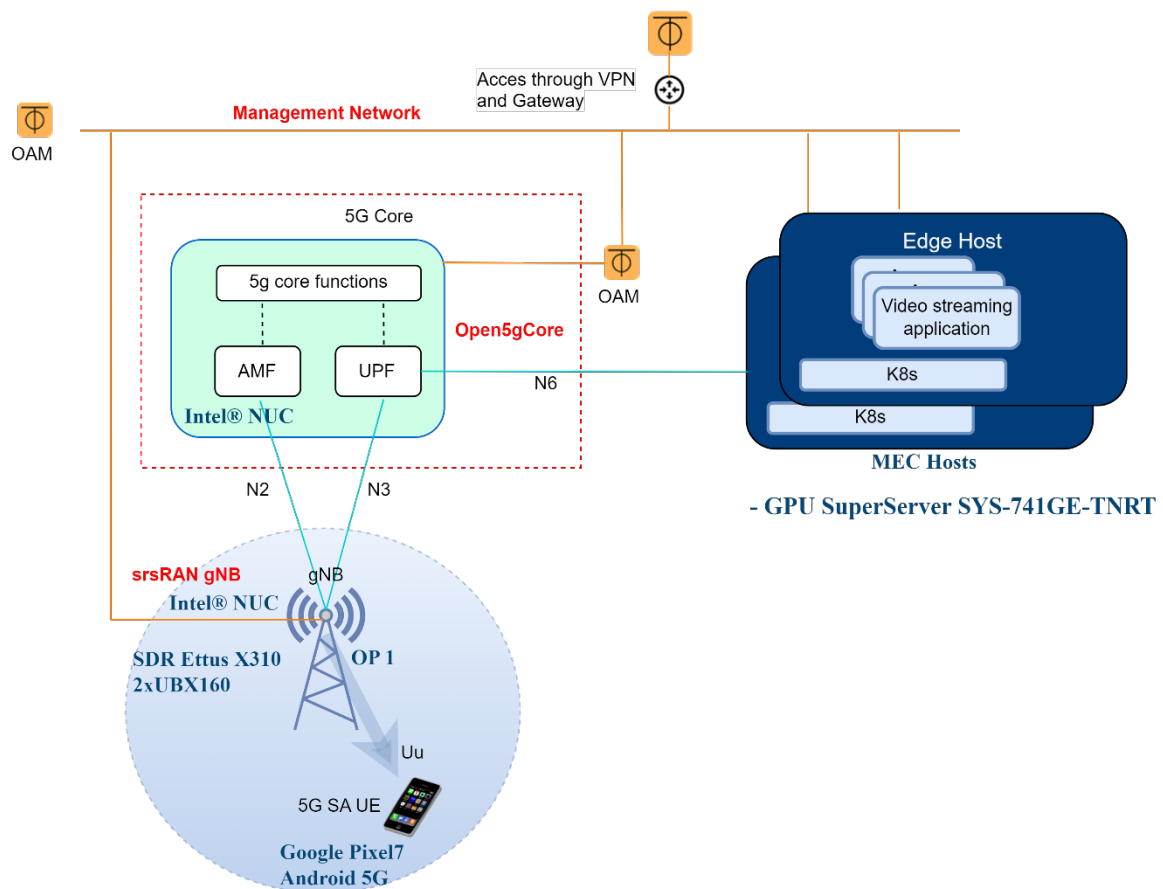 Acces through VPN
and Gateway
Management Network
OAM
5G Core
5g core functions
OAM
Open5gCore
AMF
UPF
Intel® NUC
N6
Edge Host
Video streaming
application
K8s
K8s
MEC Hosts
- GPU SuperServer SYS-741GE-TNRT
N2
N3
srsRAN gNB
gNB
Intel® NUC
SDR Ettus X310
2xUBX160
OP 1
Uu
5G SA UE
Google Pixel7
Android 5G